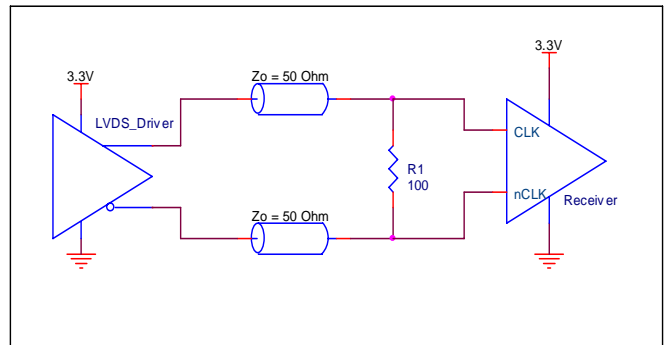 3.3V
LVDS_Driver
Zo = 50 Ohm
Zo = 50 Ohm
R1
100
3.3V
CLK
nCLK
Receiver